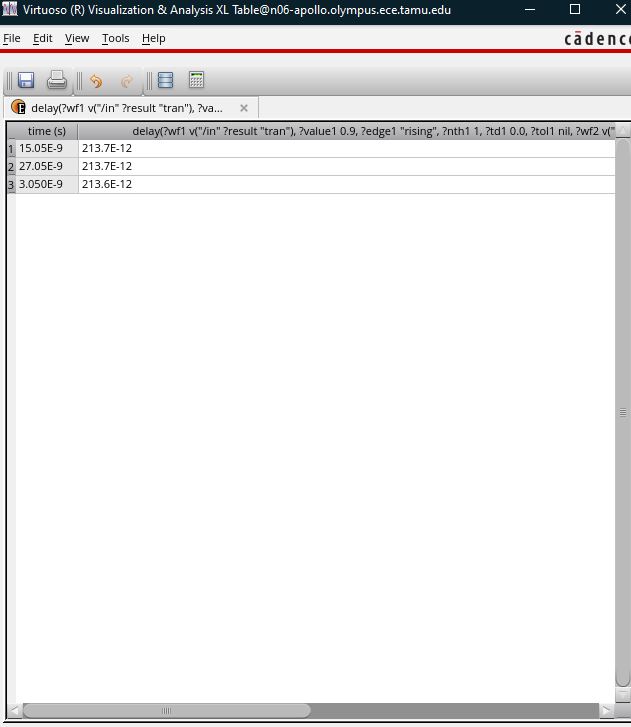 Virtuoso (R) Visualization & Analysis XL Table@n06-apollo.olympus.ece.tamu.edu
File Edit View Tools Help
cādence
E delay(?wf1 v("/in" ?result "tran"), ?va...
time (s) delay(?wf1 v("/in" ?result "tran"), ?value1 0.9, ?edge1 "rising", ?nth1 1, ?td1 0.0, ?tol1 nil, ?wf2 v("
1 15.05E-9 213.7E-12
2 27.05E-9 213.7E-12
3 3.050E-9 213.6E-12